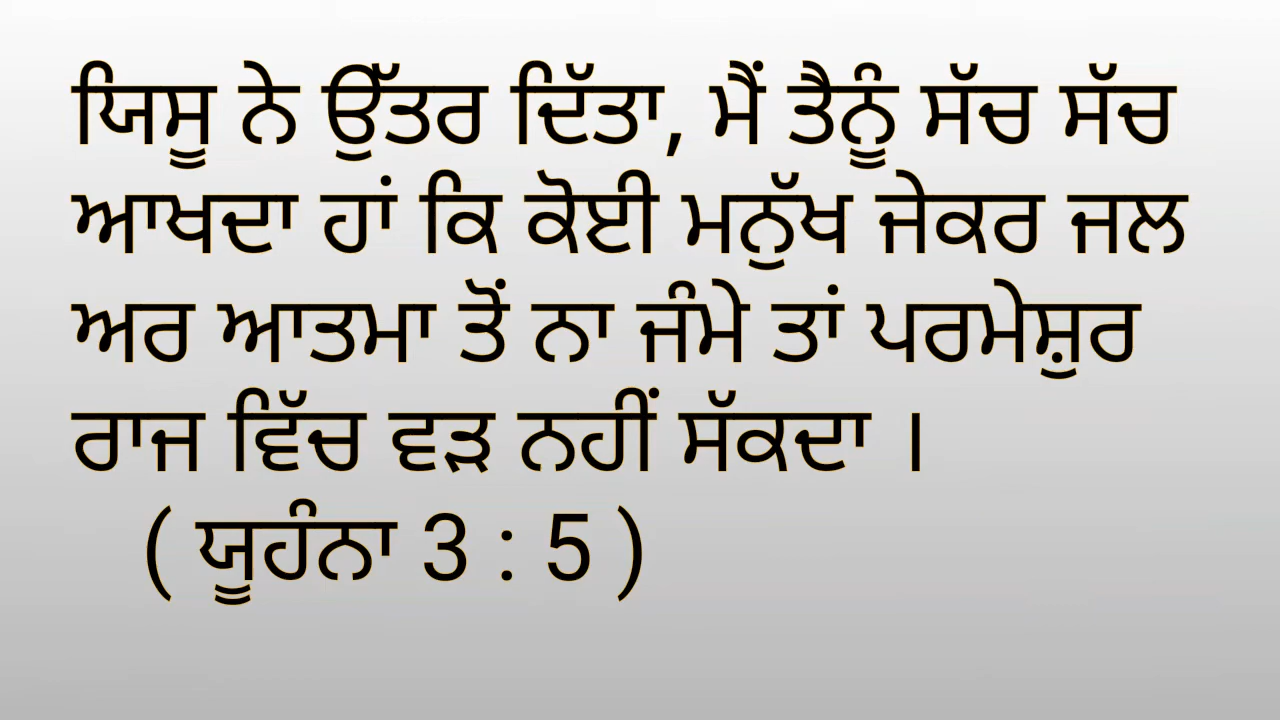 ਯਿਸੂ ਨੇ ਉੱਤਰ ਦਿੱਤਾ, ਮੈਂ ਤੈਨੂੰ ਸੱਚ ਸੱਚ
ਆਖਦਾ ਹਾਂ ਕਿ ਕੋਈ ਮਨੁੱਖ ਜੇਕਰ ਜਲ
ਅਰ ਆਤਮਾ ਤੋਂ ਨਾ ਜੰਮੇ ਤਾਂ ਪਰਮੇਸ਼ੁਰ
ਰਾਜ ਵਿੱਚ ਵੜ ਨਹੀਂ ਸੱਕਦਾ ।
( ਯੂਹੰਨਾ 3 : 5 )